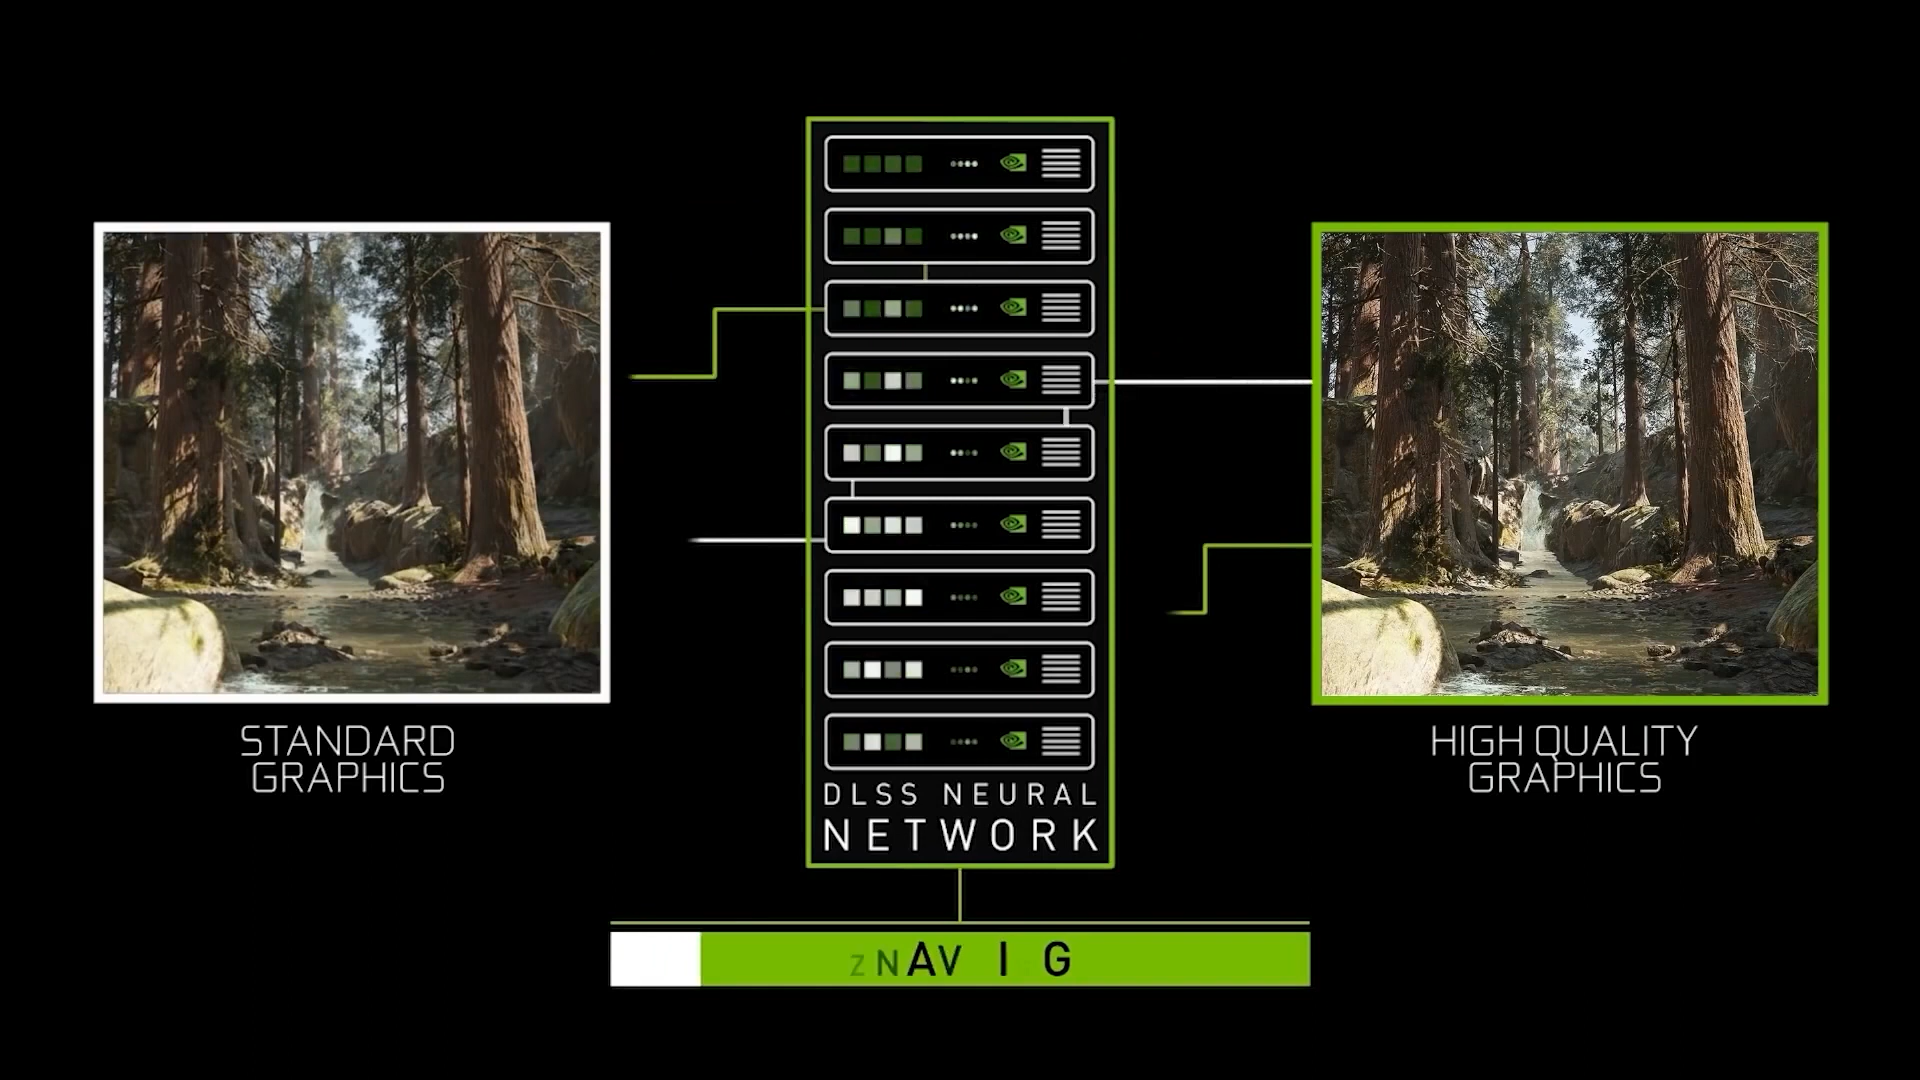 STANDARD
GRAPHICS
DLSS NEURAL
NETWORK
HIGH QUALITY
GRAPHICS